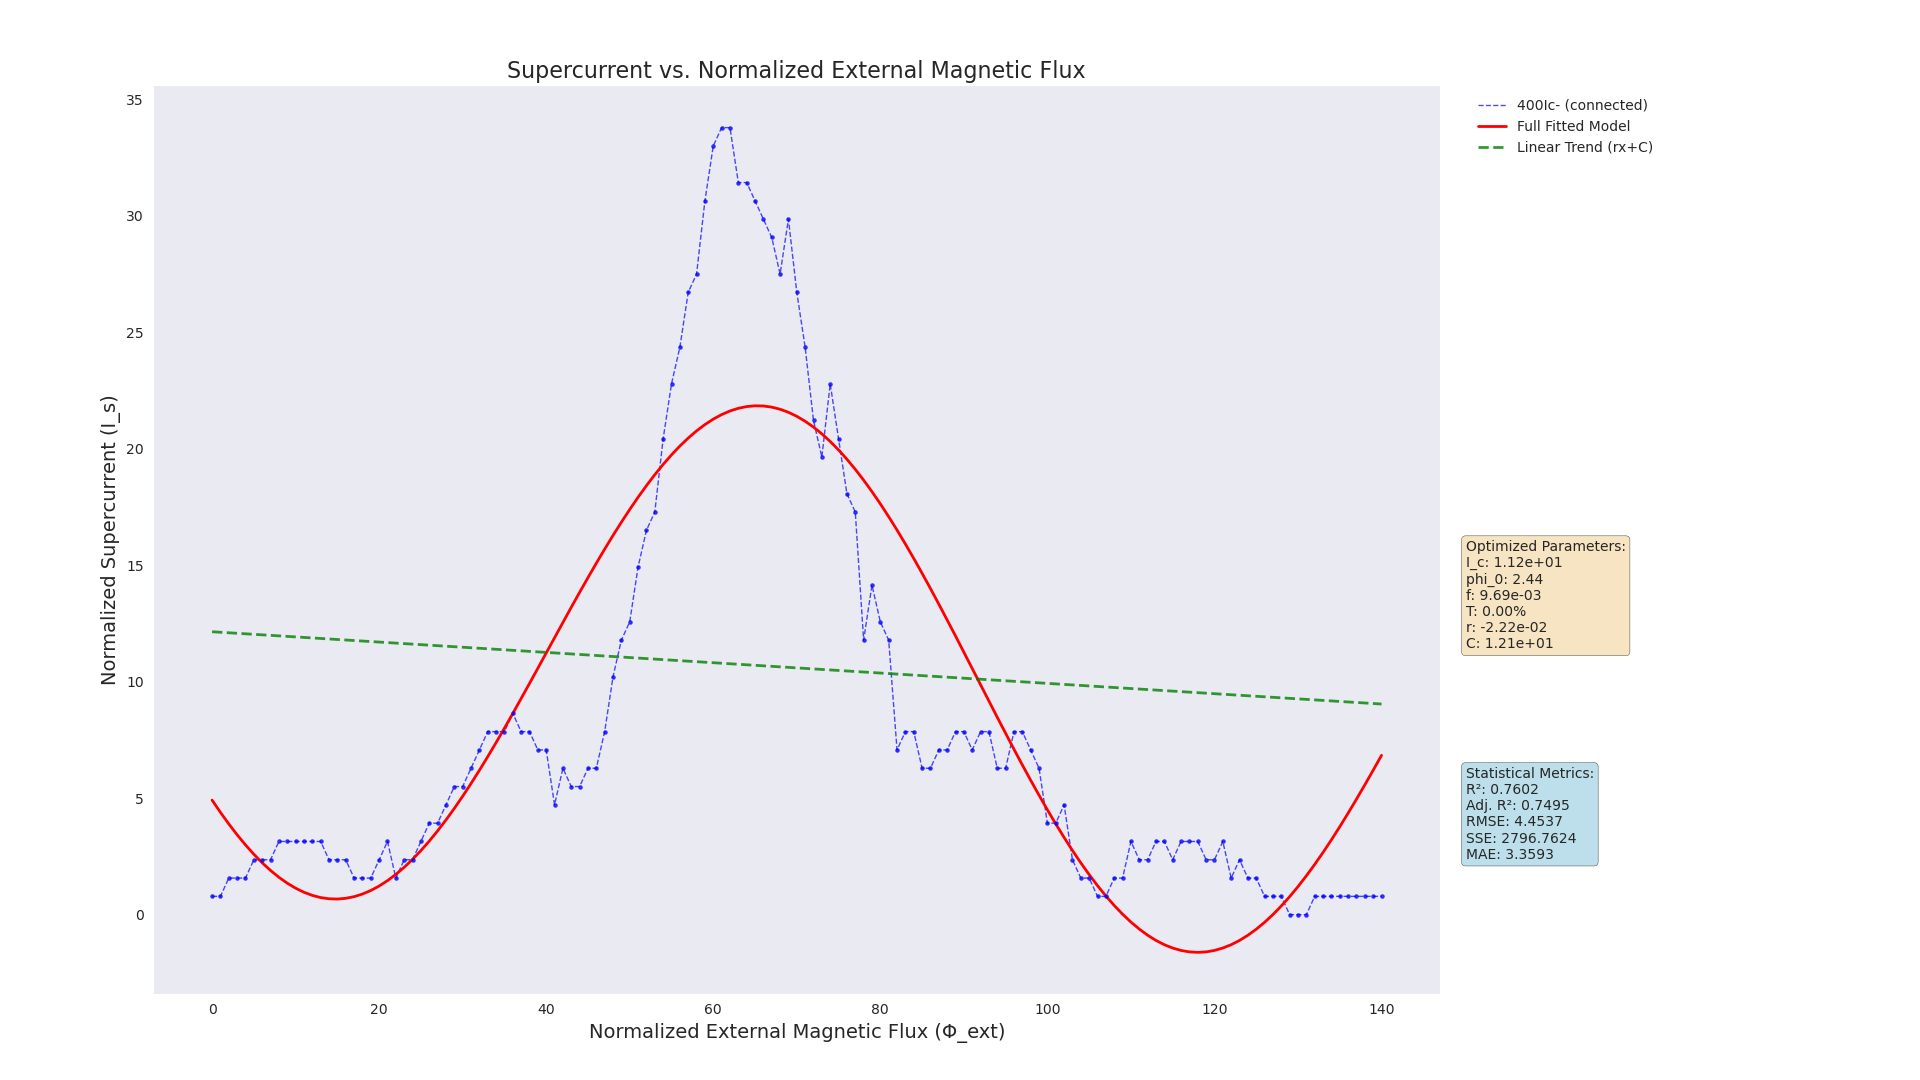 Supercurrent vs. Normalized External Magnetic Flux
Normalized Supercurrent (I_s)
35
30
25
20
15
10
5
0
0 20 40 60 80 100 120 140
Normalized External Magnetic Flux (Φ_ext)
400Ic- (connected)
Full Fitted Model
Linear Trend (rx+C)
Optimized Parameters:
I_c: 1.12e+01
phi_0: 2.44
f: 9.69e-03
T: 0.00%
r: -2.22e-02
C: 1.21e+01
Statistical Metrics:
R²: 0.7602
Adj. R²: 0.7495
RMSE: 4.4537
SSE: 2796.7624
MAE: 3.3593